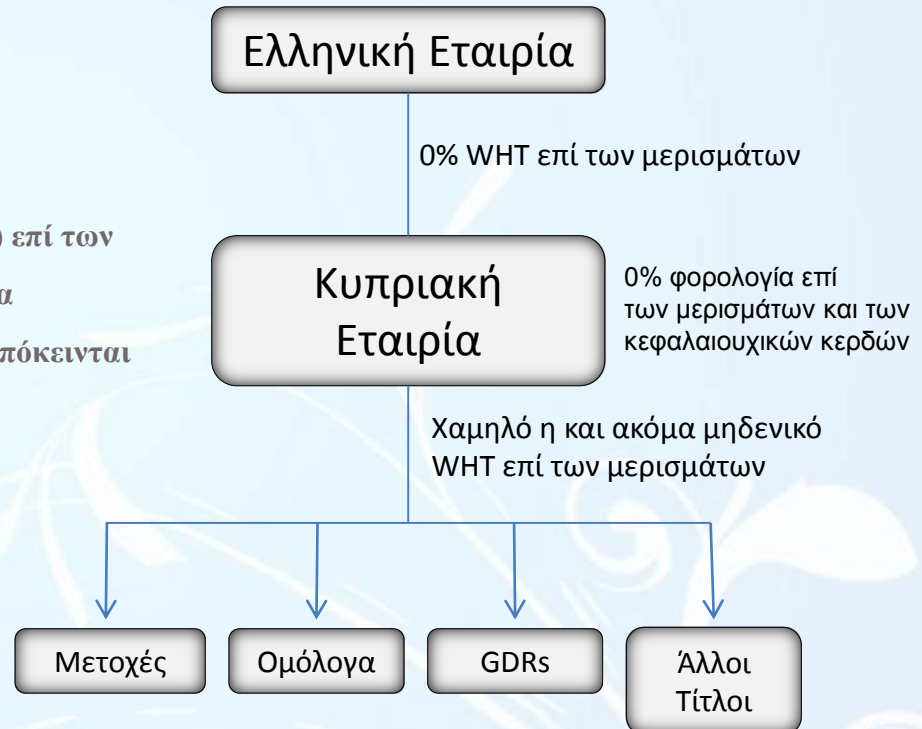 Ελληνική Εταιρία
0% WHT επί των μερισμάτων
) επί των
α
πόκεινται
Κυπριακή
Εταιρία
0% φορολογία επί
των μερισμάτων και των
κεφαλαιουχικών κερδών
Χαμηλό η και ακόμα μηδενικό
WHT επί των μερισμάτων
Μετοχές
Ομόλογα
GDRs
Άλλοι
Τίτλοι